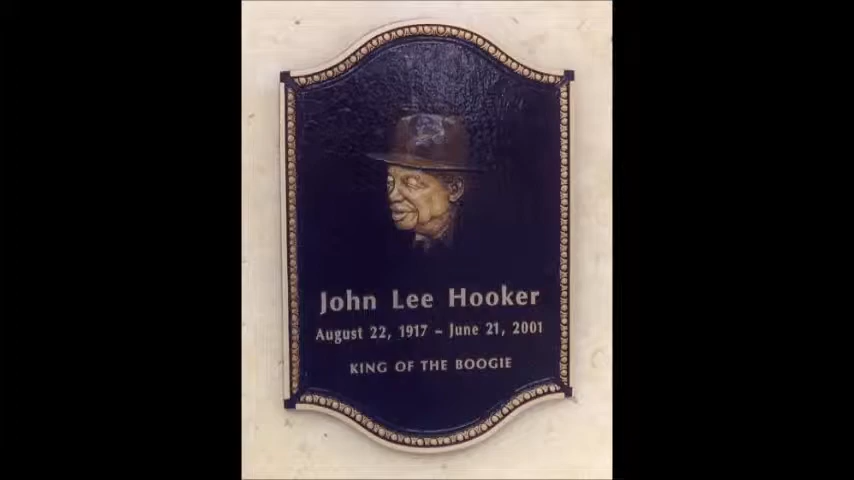 John Lee Hooker
August 22, 1917 – June 21, 2001
KING OF THE BOOGIE